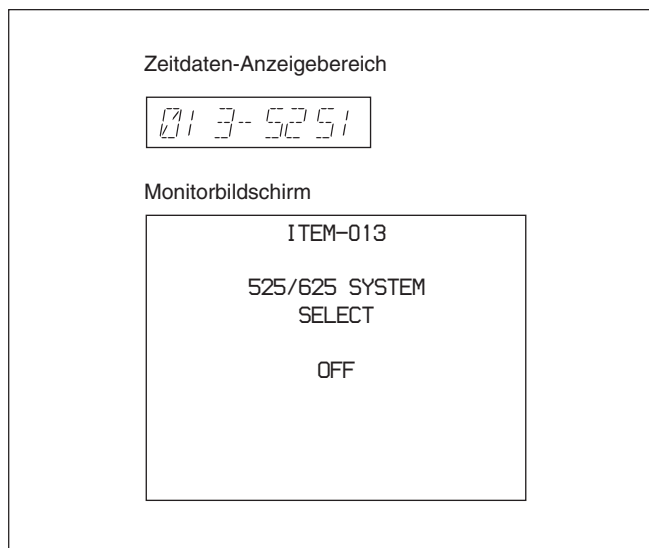 Zeitdaten-Anzeigebereich
013-5251
Monitorbildschirm
ITEM-013
525/625 SYSTEM
SELECT
OFF